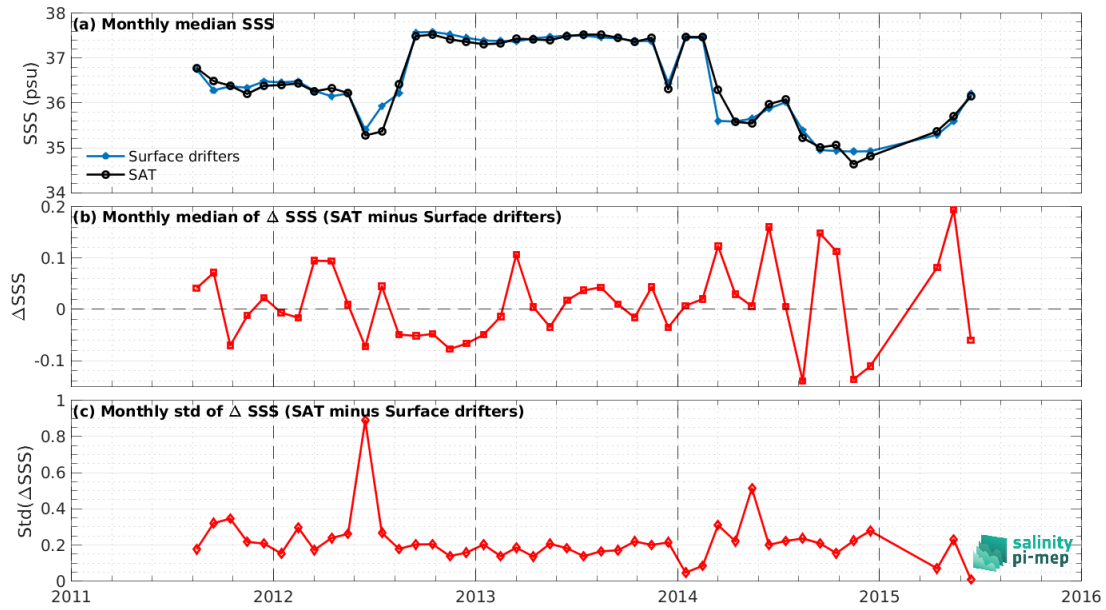 (a) Monthly median SSS
SSS (psu)
38
37
36
35
34
Surface drifters
SAT
(b) Monthly median of Δ SSS (SAT minus Surface drifters)
ΔSSS
0.2
0.1
0
-0.1
(c) Monthly std of Δ SSS (SAT minus Surface drifters)
Std(ΔSSS)
1
0.8
0.6
0.4
0.2
0
salinity
pi-mep
2011 2012 2013 2014 2015 2016